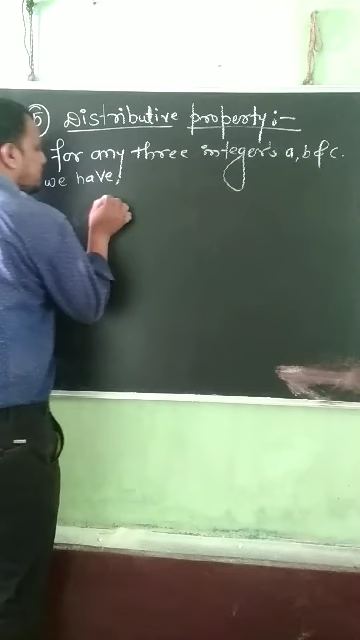 5) Distributive property :-
for any three integers a, b & c.
we have,